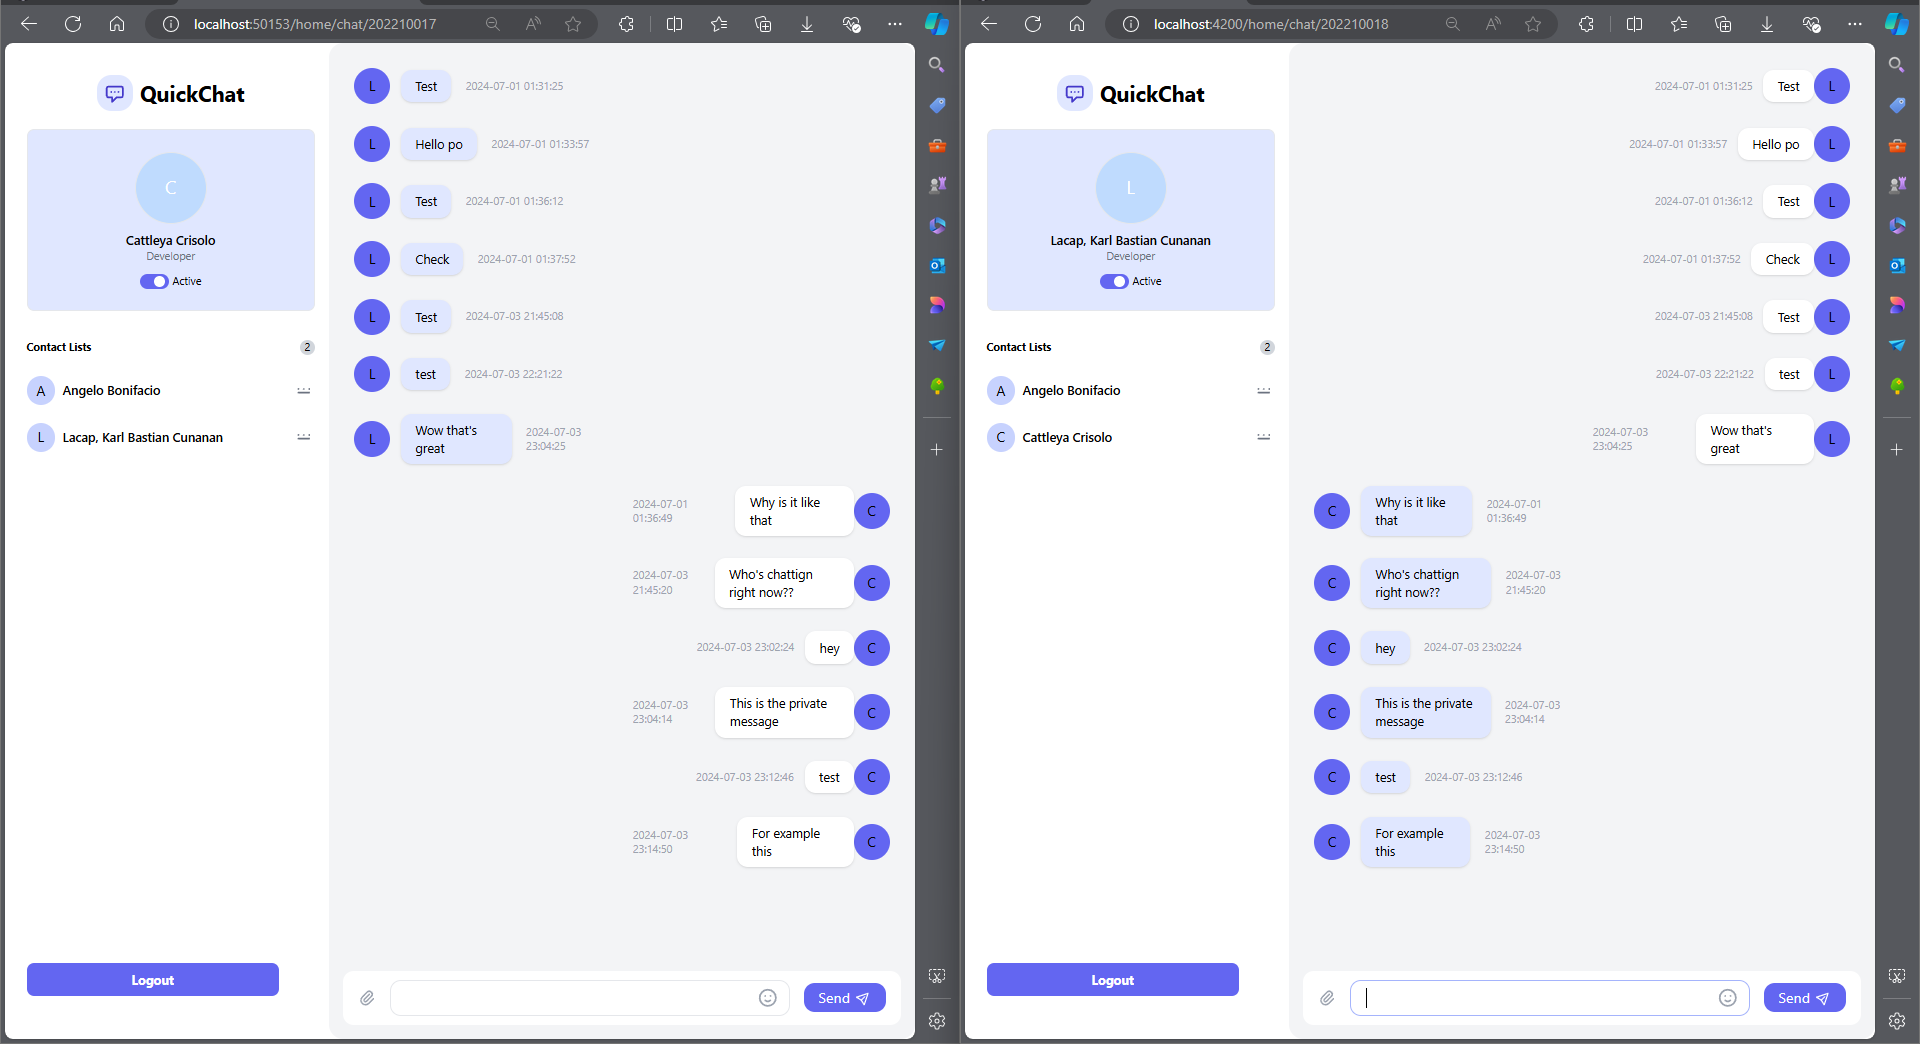 localhost:50153/home/chat/202210017
QuickChat
C
Cattleya Crisolo
Developer
Active
Contact Lists 2
A Angelo Bonifacio
L Lacap, Karl Bastian Cunanan
Logout
L Test 2024-07-01 01:31:25
L Hello po 2024-07-01 01:33:57
L Test 2024-07-01 01:36:12
L Check 2024-07-01 01:37:52
L Test 2024-07-03 21:45:08
L test 2024-07-03 22:21:22
L Wow that's 2024-07-03
great 23:04:25
2024-07-01 Why is it like C
01:36:49 that
2024-07-03 Who's chattign C
21:45:20 right now??
2024-07-03 23:02:24 hey C
2024-07-03 This is the private C
23:04:14 message
2024-07-03 23:12:46 test C
2024-07-03 For example C
23:14:50 this
Send
localhost:4200/home/chat/202210018
QuickChat
L
Lacap, Karl Bastian Cunanan
Developer
Active
Contact Lists 2
A Angelo Bonifacio
C Cattleya Crisolo
Logout
2024-07-01 01:31:25 Test L
2024-07-01 01:33:57 Hello po L
2024-07-01 01:36:12 Test L
2024-07-01 01:37:52 Check L
2024-07-03 21:45:08 Test L
2024-07-03 22:21:22 test L
2024-07-03 Wow that's L
23:04:25 great
C Why is it like 2024-07-01
that 01:36:49
C Who's chattign 2024-07-03
right now?? 21:45:20
C hey 2024-07-03 23:02:24
C This is the private 2024-07-03
message 23:04:14
C test 2024-07-03 23:12:46
C For example 2024-07-03
this 23:14:50
Send